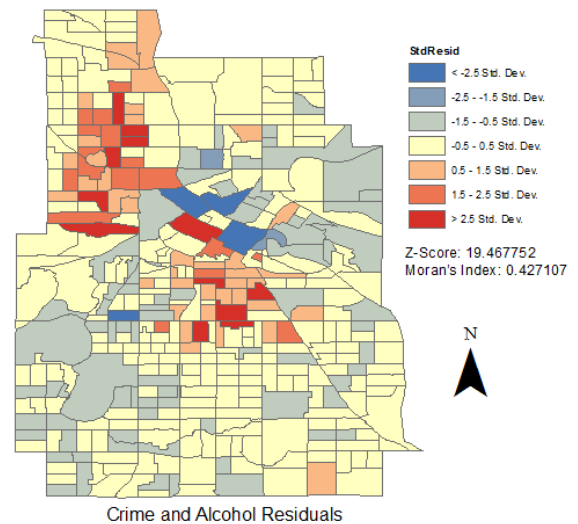 StdResid
< -2.5 Std. Dev.
-2.5 - -1.5 Std. Dev.
-1.5 - -0.5 Std. Dev.
-0.5 - 0.5 Std. Dev.
0.5 - 1.5 Std. Dev.
1.5 - 2.5 Std. Dev.
> 2.5 Std. Dev.
Z-Score: 19.467752
Moran's Index: 0.427107
N
Crime and Alcohol Residuals